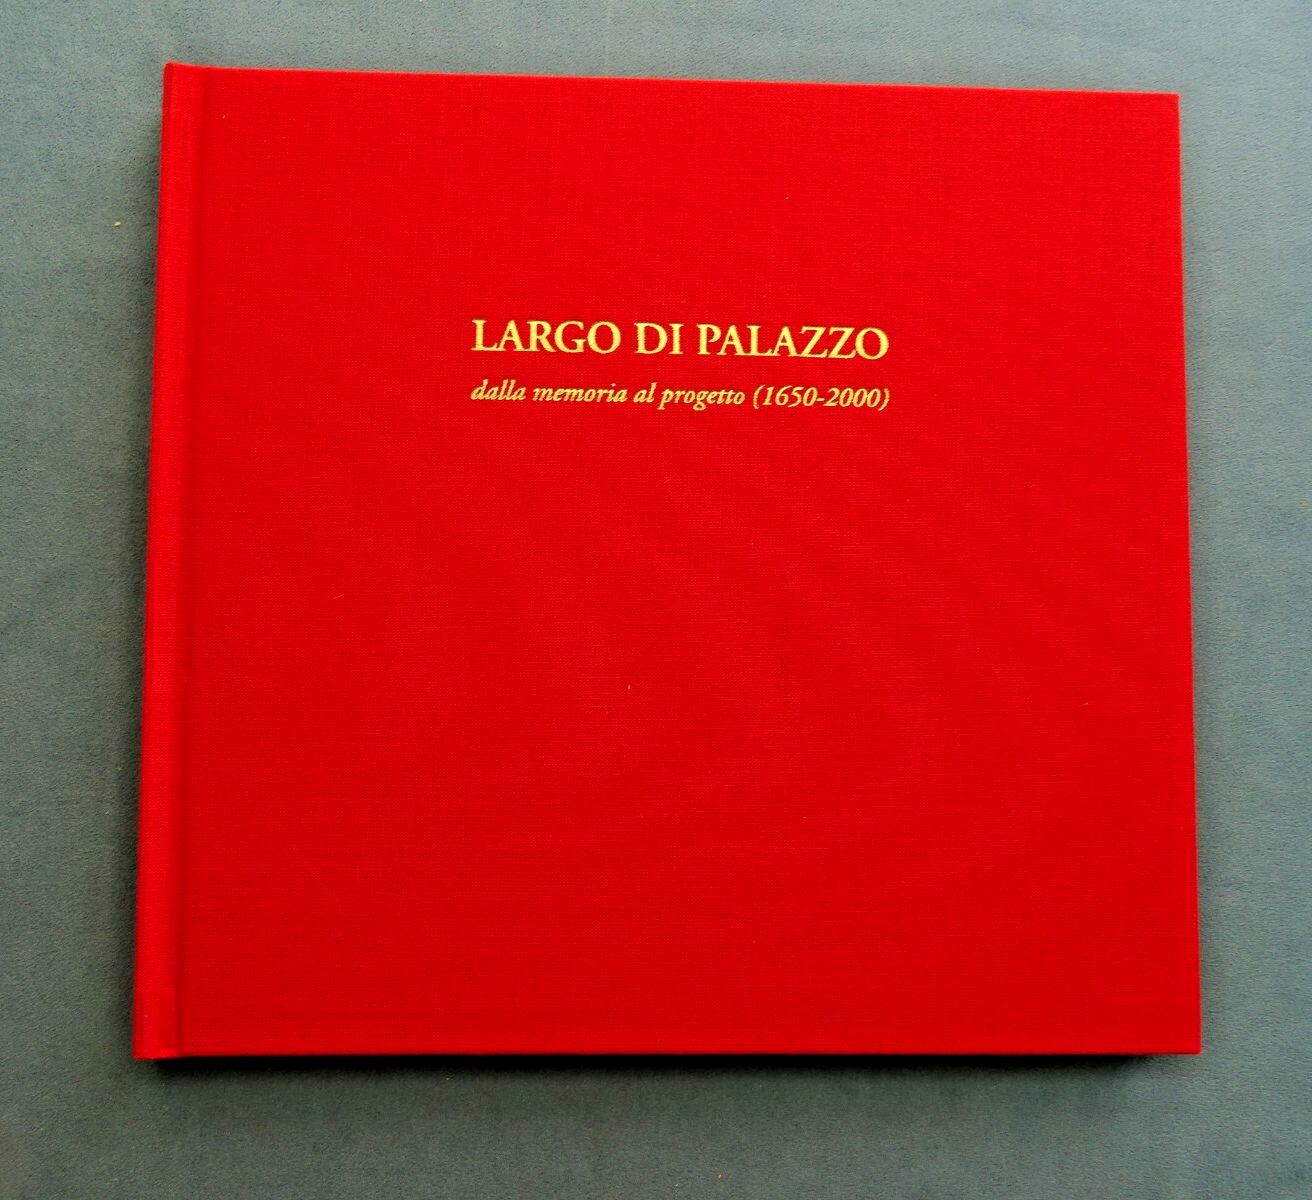 LARGO DI PALAZZO
dalla memoria al progetto (1650-2000)